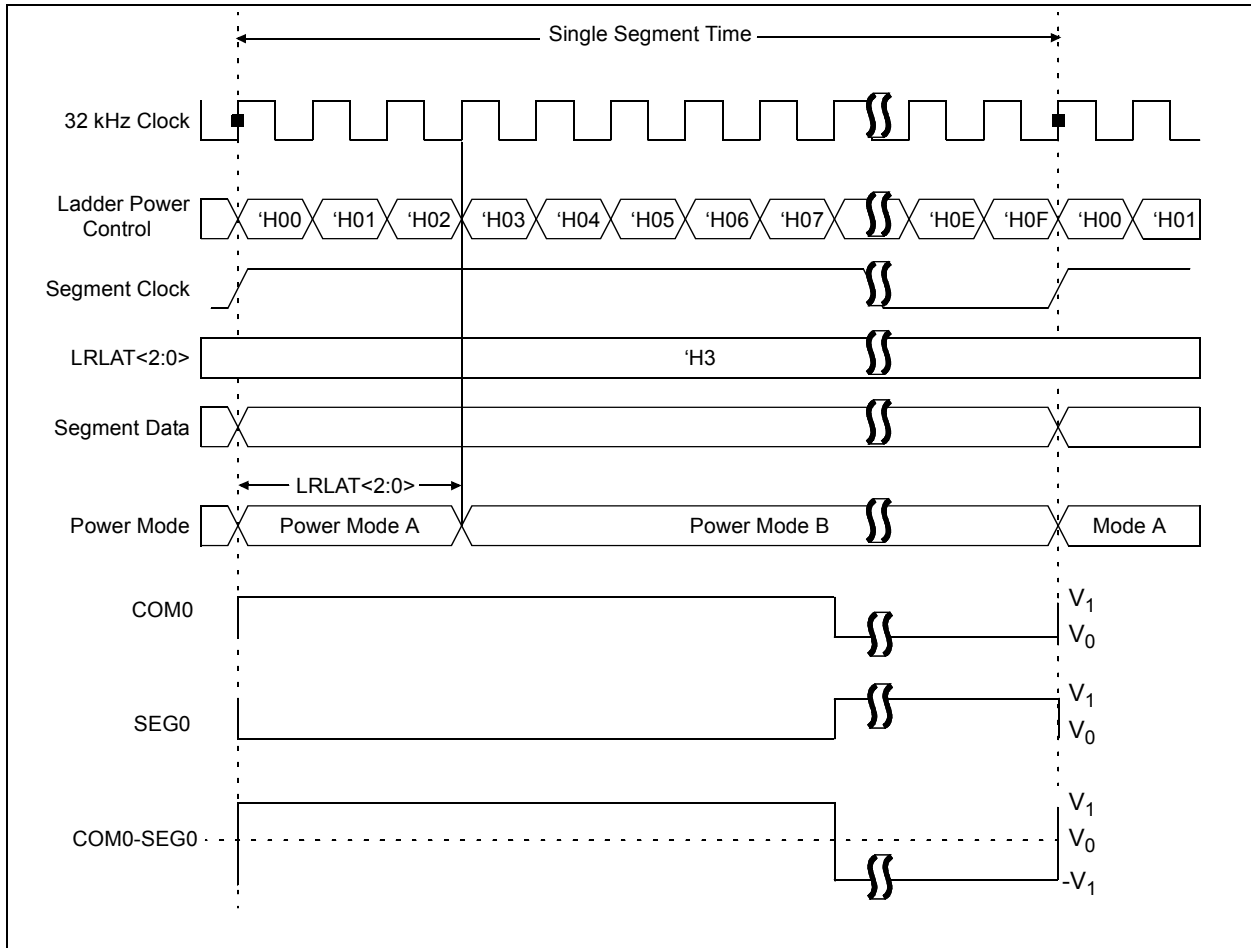 Single Segment Time
32 kHz Clock
Ladder Power
Control
‘H00 ‘H01 ‘H02 ‘H03 ‘H04 ‘H05 ‘H06 ‘H07 ‘H0E ‘H0F ‘H00 ‘H01
Segment Clock
LRLAT<2:0> ‘H3
Segment Data
LRLAT<2:0>
Power Mode Power Mode A Power Mode B Mode A
COM0 V1
V0
SEG0 V1
V0
COM0-SEG0 V1
V0
-V1